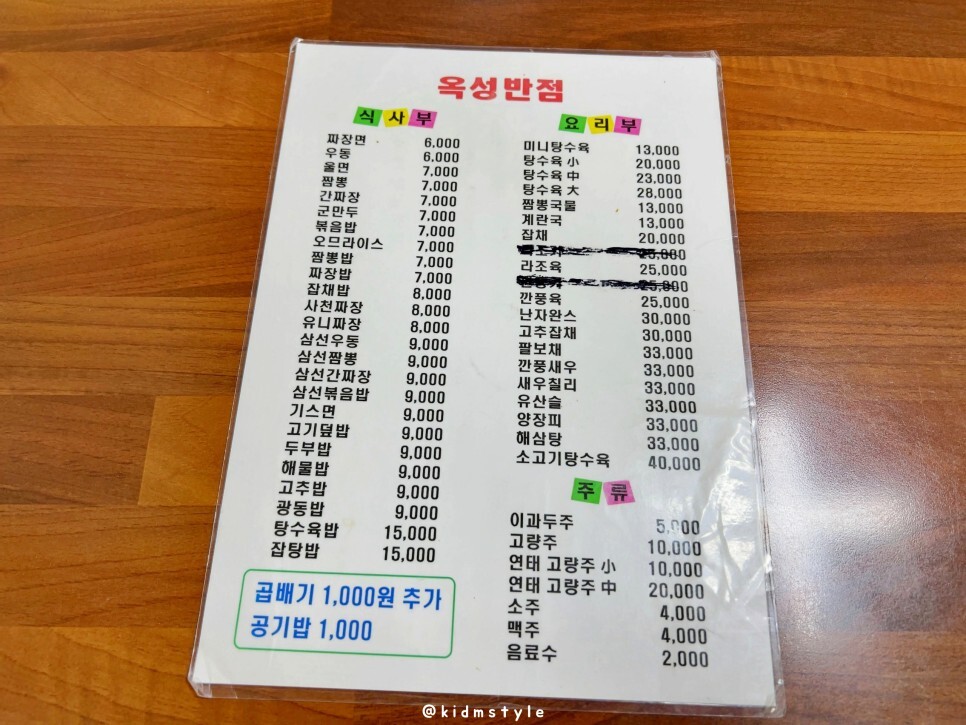 옥성반점
식사부
짜장면 6,000
우동 6,000
울면 7,000
짬뽕 7,000
간짜장 7,000
군만두 7,000
볶음밥 7,000
오므라이스 7,000
짬뽕밥 7,000
짜장밥 7,000
잡채밥 8,000
사천짜장 8,000
유니짜장 8,000
삼선우동 9,000
삼선짬뽕 9,000
삼선간짜장 9,000
삼선볶음밥 9,000
기스면 9,000
고기덮밥 9,000
두부밥 9,000
해물밥 9,000
고추밥 9,000
광동밥 9,000
탕수육밥 15,000
잡탕밥 15,000
곱배기 1,000원 추가
공기밥 1,000
요리부
미니탕수육 13,000
탕수육 小 20,000
탕수육 中 23,000
탕수육 大 28,000
짬뽕국물 13,000
계란국 13,000
잡채 20,000
25,000
라조육 25,000
25,000
깐풍육 25,000
난자완스 30,000
고추잡채 30,000
팔보채 33,000
깐풍새우 33,000
새우칠리 33,000
유산슬 33,000
양장피 33,000
해삼탕 33,000
소고기탕수육 40,000
주류
이과두주 5,000
고량주 10,000
연태 고량주 小 10,000
연태 고량주 中 20,000
소주 4,000
맥주 4,000
음료수 2,000
@kidmstyle